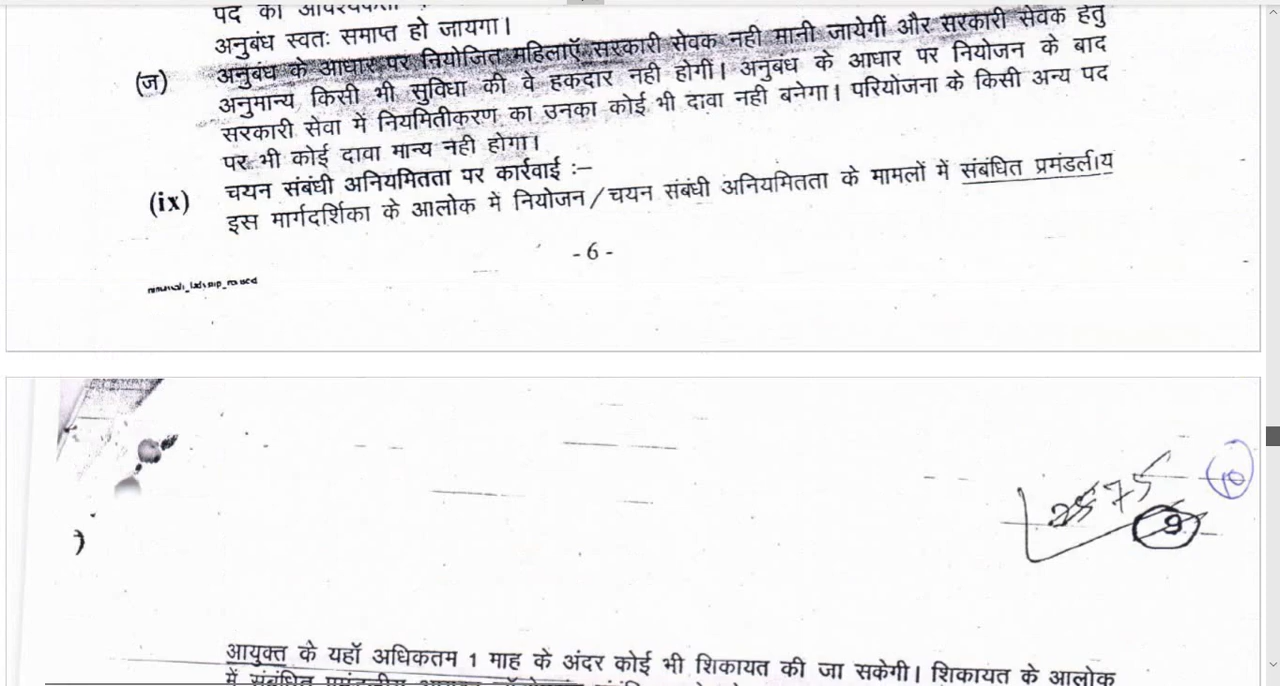 पद की आवश्यकता
अनुबंध स्वतः समाप्त हो जायगा।
(ज) अनुबंध के आधार पर नियोजित महिलाऍं सरकारी सेवक नही मानी जायेगीं और सरकारी सेवक हेतु
अनुमान्य किसी भी सुविधा की वे हकदार नही होगीं। अनुबंध के आधार पर नियोजन के बाद
सरकारी सेवा में नियमितीकरण का उनका कोई भी दावा नही बनेगा। परियोजना के किसी अन्य पद
पर भी कोई दावा मान्य नही होगा।
(ix) चयन संबंधी अनियमितता पर कार्रवाई :–
इस मार्गदर्शिका के आलोक में नियोजन/चयन संबंधी अनियमितता के मामलों में संबंधित प्रमंडलीय
- 6 -
10
9
आयुक्त के यहॉ अधिकतम 1 माह के अंदर कोई भी शिकायत की जा सकेगी। शिकायत के आलोक
में संबंधित प्रमंडलीय आयुक्त